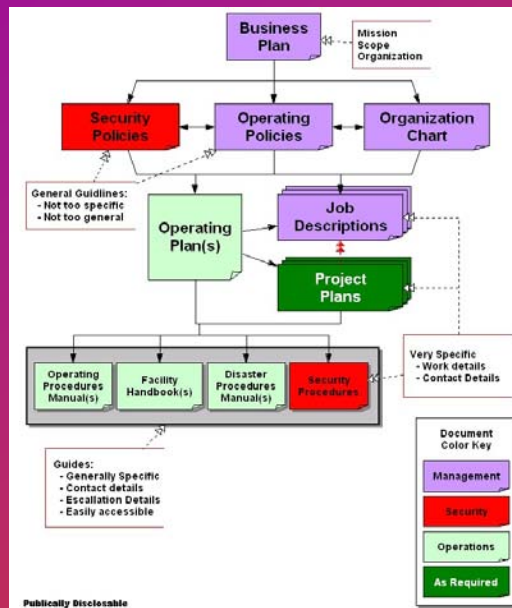 Business
Plan
Mission
Scope
Organization
Security
Policies
Operating
Policies
Organization
Chart
General Guidlines:
- Not too specific
- Not too general
Operating
Plan(s)
Job
Descriptions
Project
Plans
Operating
Procedures
Manual(s)
Facility
Handbook(s)
Disaster
Procedures
Manual(s)
Security
Procedures
Very Specific
- Work details
- Contact Details
Guides:
- Generally Specific
- Contact details
- Escallation Details
- Easily accessible
Document
Color Key
Management
Security
Operations
As Required
Publically Disclosable